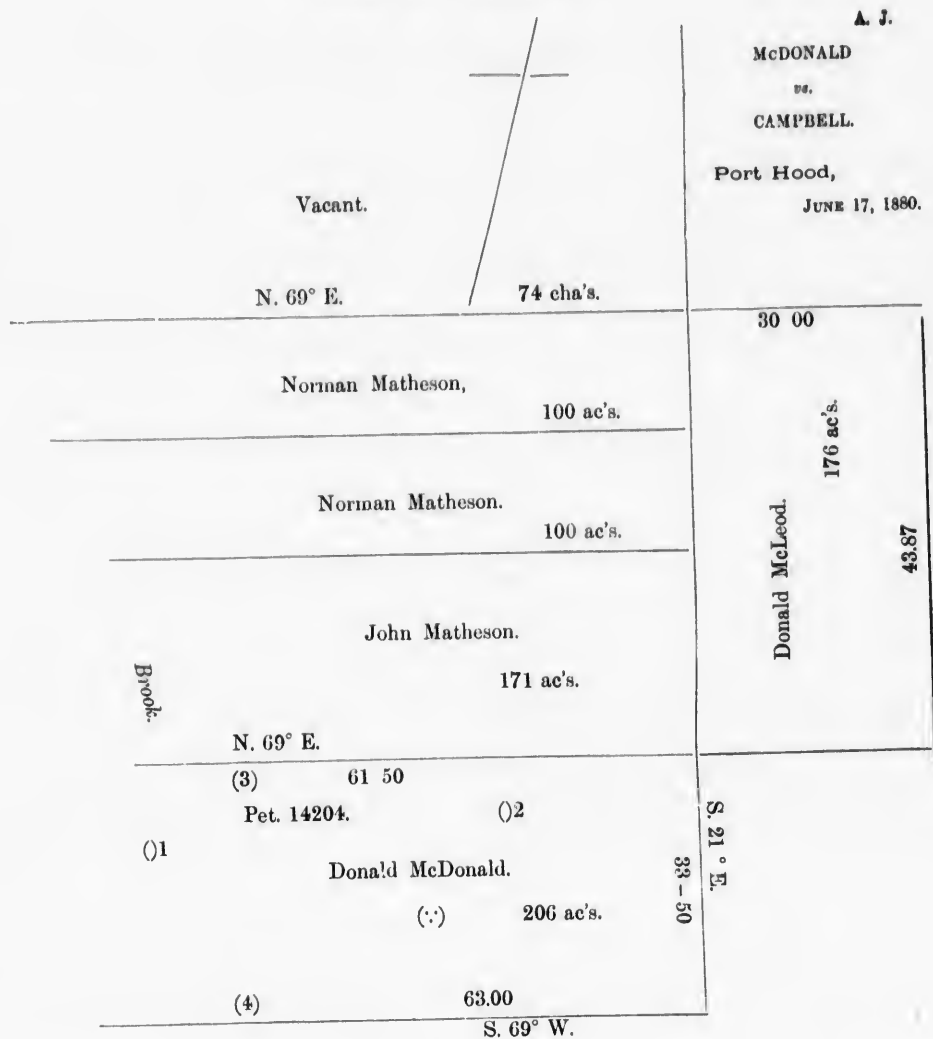 A. J.
McDONALD
vs.
CAMPBELL.
Port Hood,
JUNE 17, 1880.
Vacant.
N. 69° E. 74 cha's.
30 00
Norman Matheson,
100 ac's.
Norman Matheson.
100 ac's.
Donald McLeod.
176 ac's.
43.87
John Matheson.
171 ac's.
Brook.
N. 69° E.
(3) 61 50
Pet. 14204. ()2
()1
Donald McDonald.
(∵) 206 ac's.
33-50
S. 21° E.
(4) 63.00
S. 69° W.